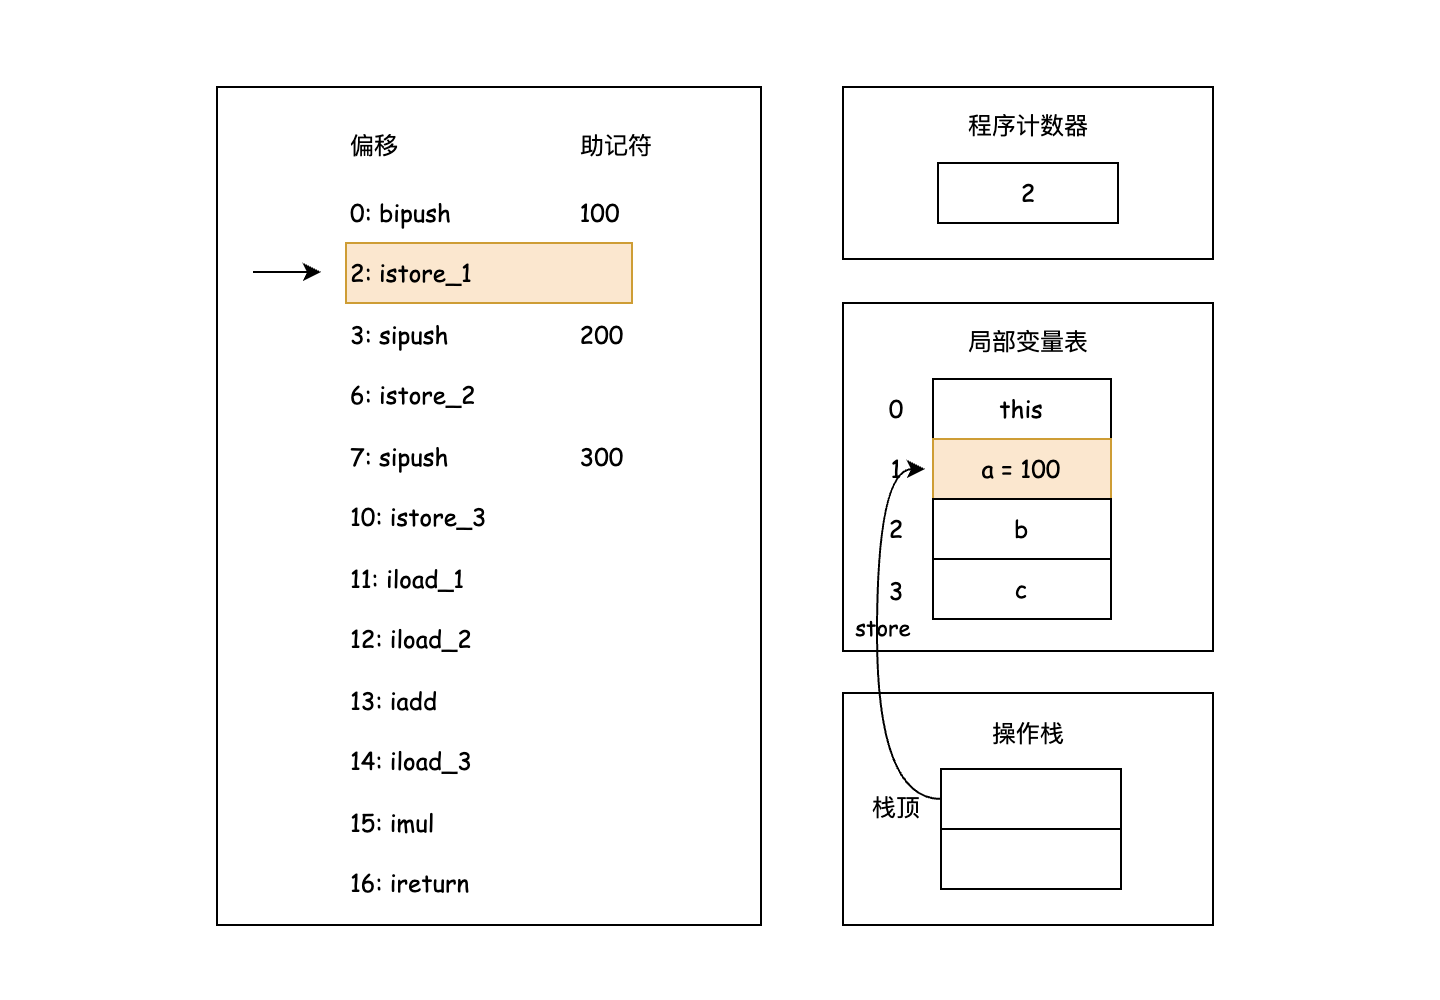 偏移 助记符
0: bipush 100
2: istore_1
3: sipush 200
6: istore_2
7: sipush 300
10: istore_3
11: iload_1
12: iload_2
13: iadd
14: iload_3
15: imul
16: ireturn
程序计数器
2
局部变量表
0 this
1 a = 100
2 b
3 c
store
操作栈
栈顶